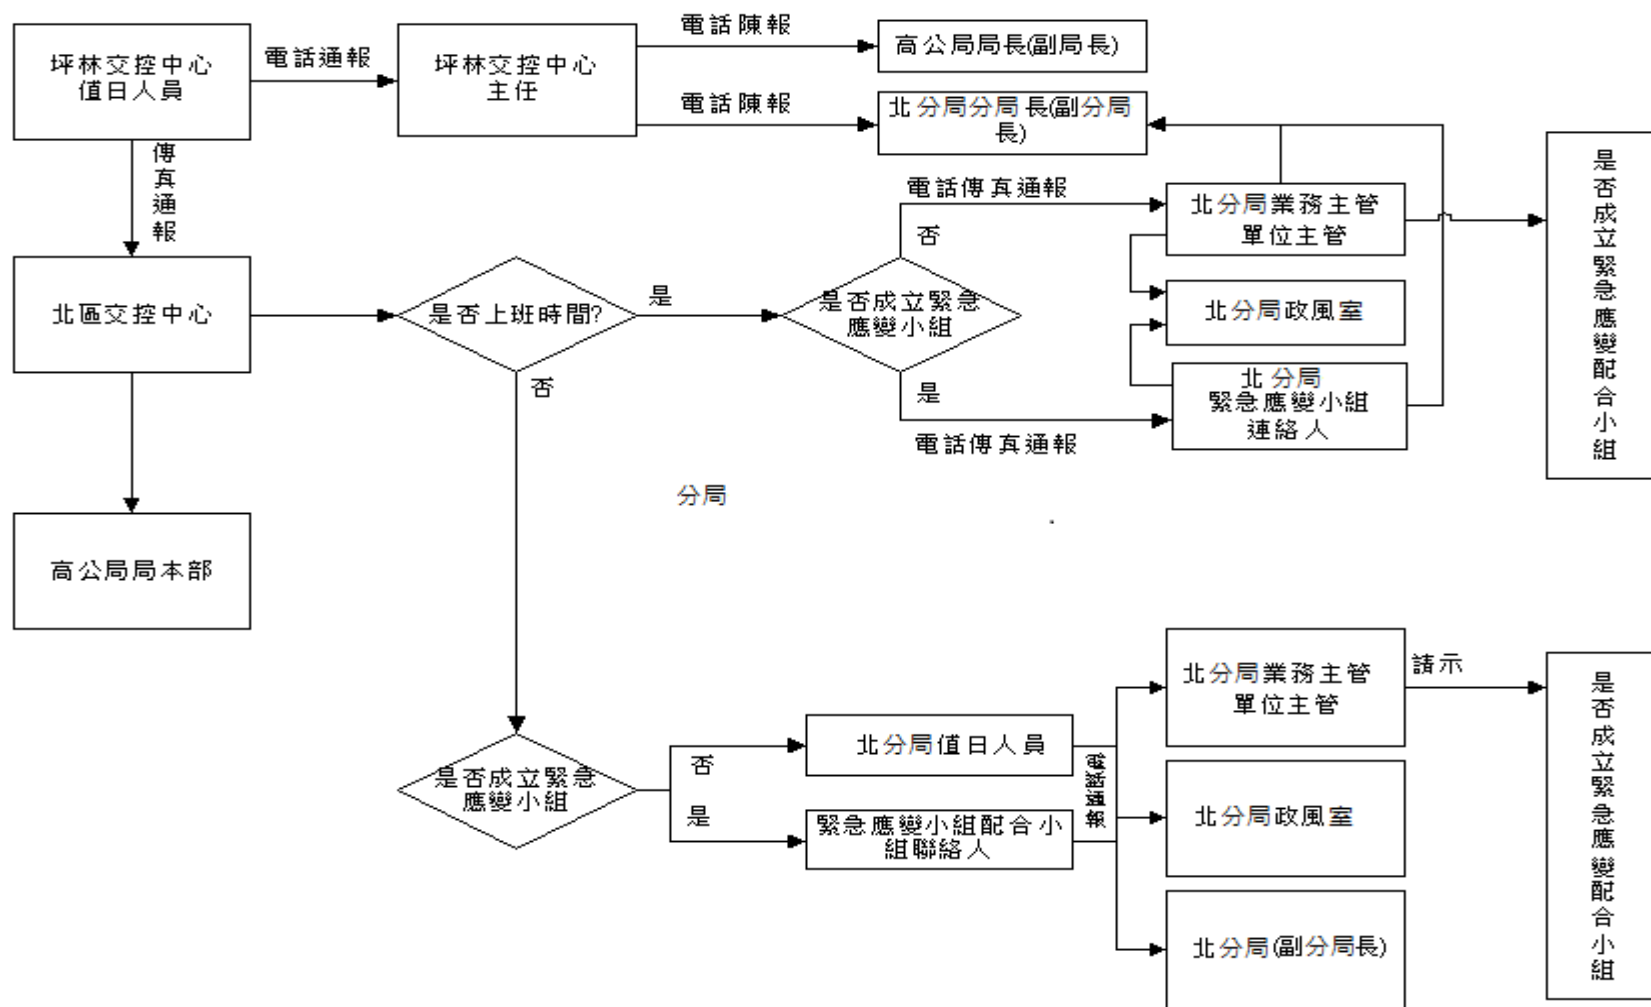 坪林交控中心
值日人員
電話通報
坪林交控中心
主任
電話陳報
高公局局長(副局長)
電話陳報
北分局分局長(副分局
長)
傳真通報
北區交控中心
高公局局本部
是否上班時間?
是
否
是否成立緊急
應變小組
否
電話傳真通報
是
電話傳真通報
北分局業務主管
單位主管
北分局政風室
北分局
緊急應變小組
連絡人
是否成立緊急應變配合小組
分局
是否成立緊急
應變小組
否
是
北分局值日人員
緊急應變小組配合小
組聯絡人
電話通報
北分局業務主管
單位主管
請示
北分局政風室
北分局(副分局長)
是否成立緊急應變配合小組